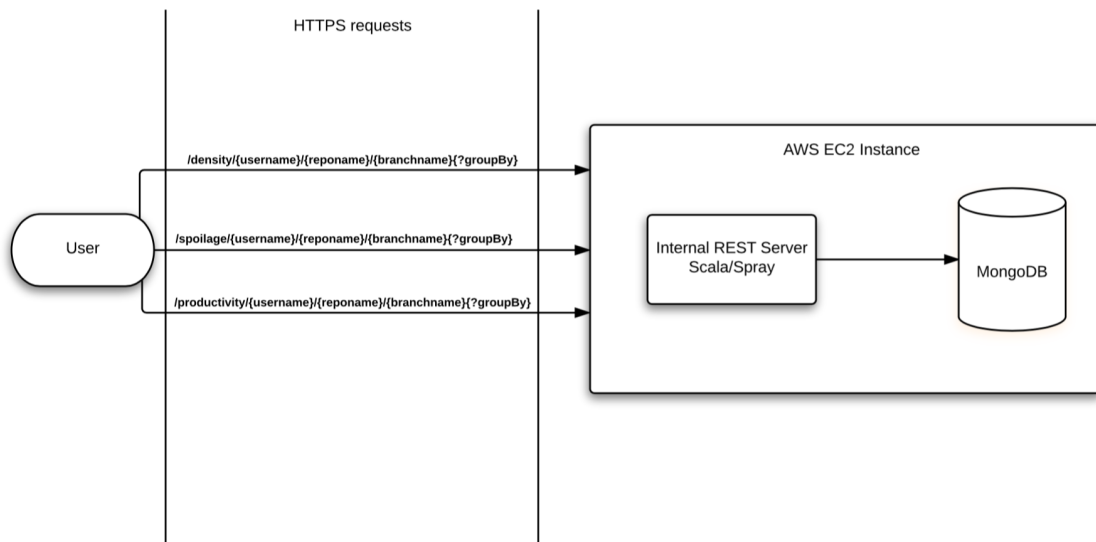 HTTPS requests
/density/{username}/{reponame}/{branchname}{?groupBy}
AWS EC2 Instance
User
/spoilage/{username}/{reponame}/{branchname}{?groupBy}
Internal REST Server
Scala/Spray
MongoDB
/productivity/{username}/{reponame}/{branchname}{?groupBy}